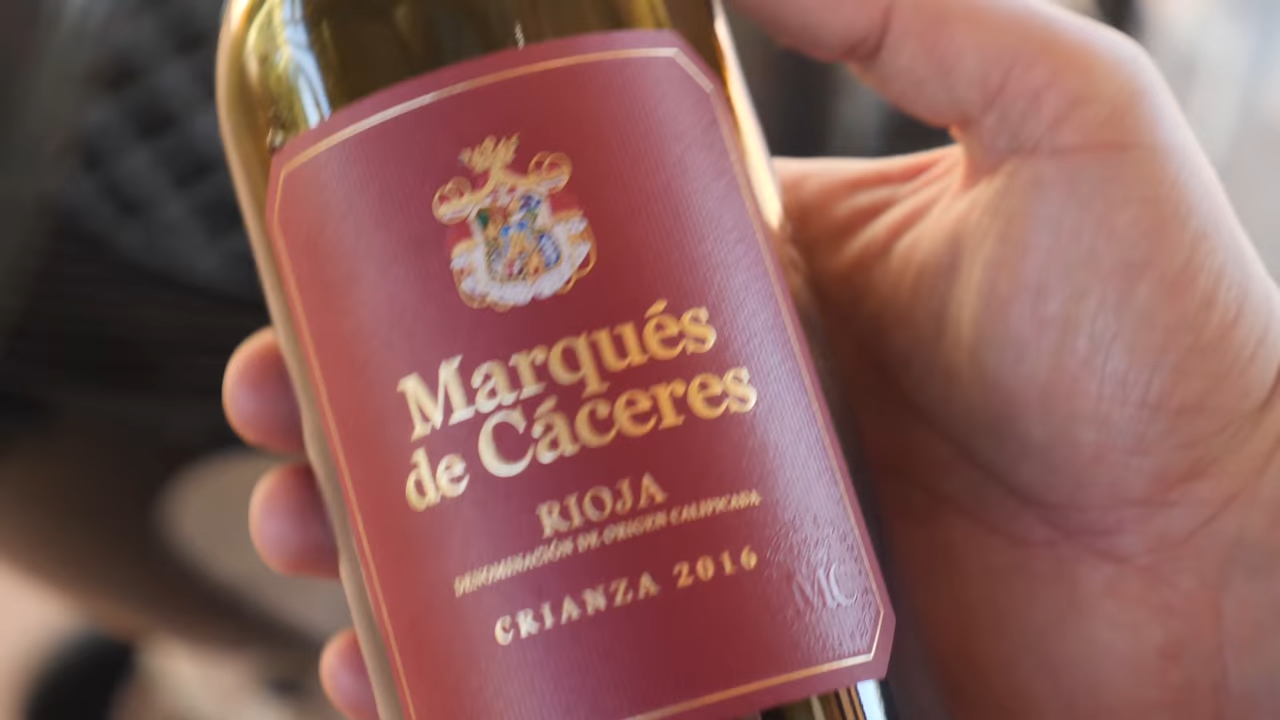 Marqués
de Cáceres
RIOJA
DENOMINACIÓN DE ORIGEN CALIFICADA
CRIANZA 2016
MC